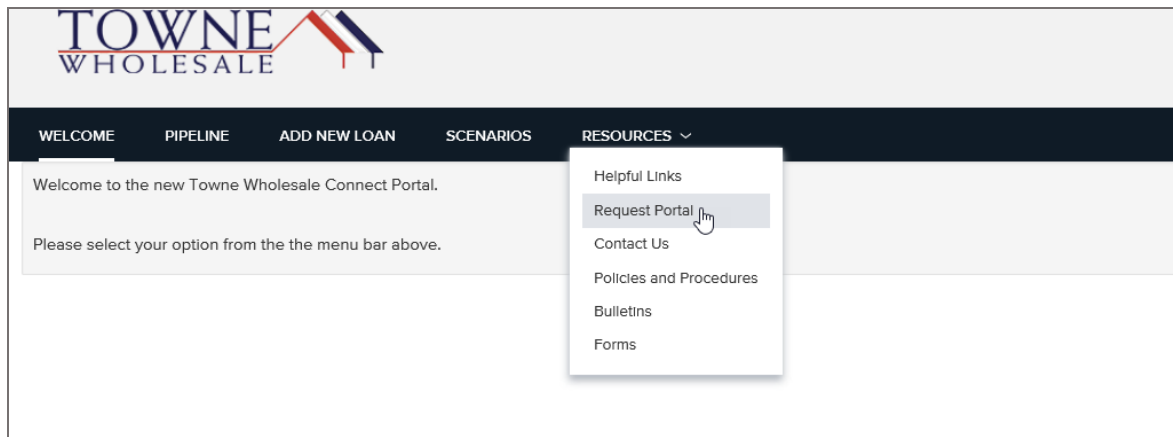 TOWNE
WHOLESALE
WELCOME PIPELINE ADD NEW LOAN SCENARIOS RESOURCES
Welcome to the new Towne Wholesale Connect Portal.
Please select your option from the the menu bar above.
Helpful Links
Request Portal
Contact Us
Policies and Procedures
Bulletins
Forms